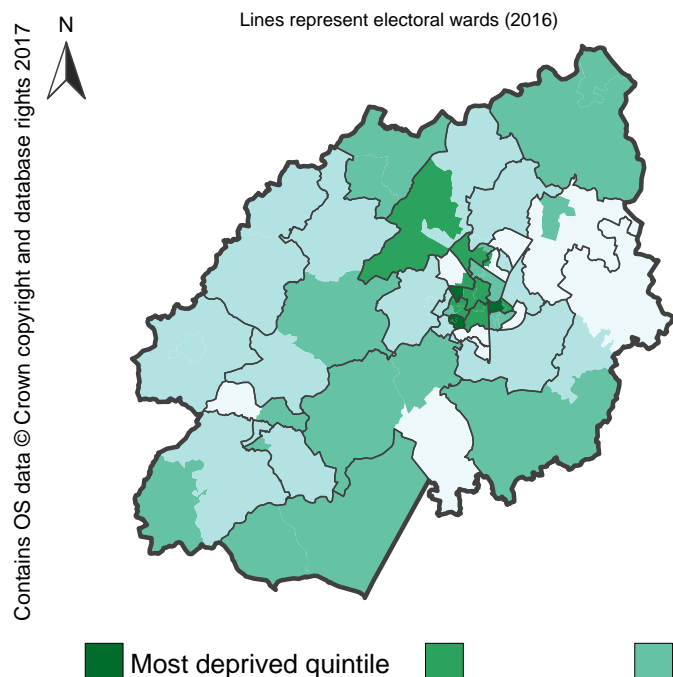 Lines represent electoral wards (2016)
N
Contains OS data © Crown copyright and database rights 2017
Most deprived quintile